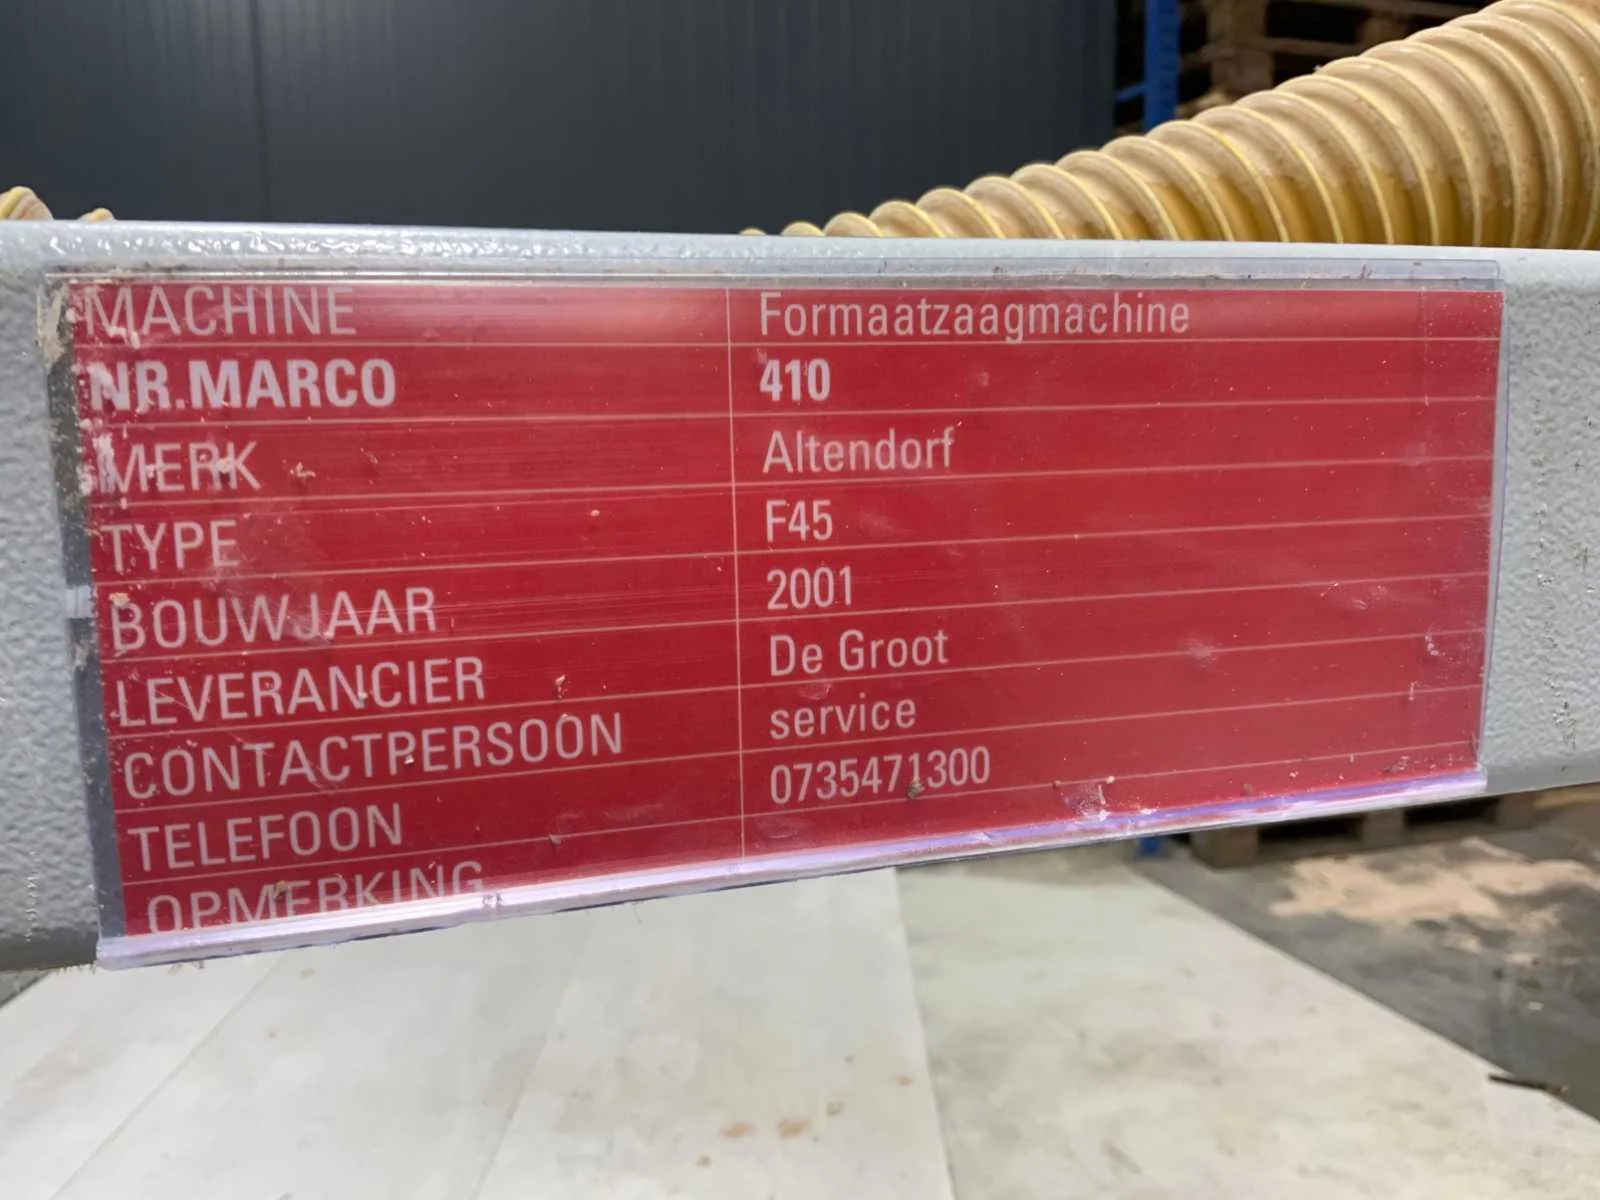 MACHINE Formaatzaagmachine
NR.MARCO 410
MERK Altendorf
TYPE F45
BOUWJAAR 2001
LEVERANCIER De Groot
CONTACTPERSOON service
TELEFOON 0735471300
OPMERKING